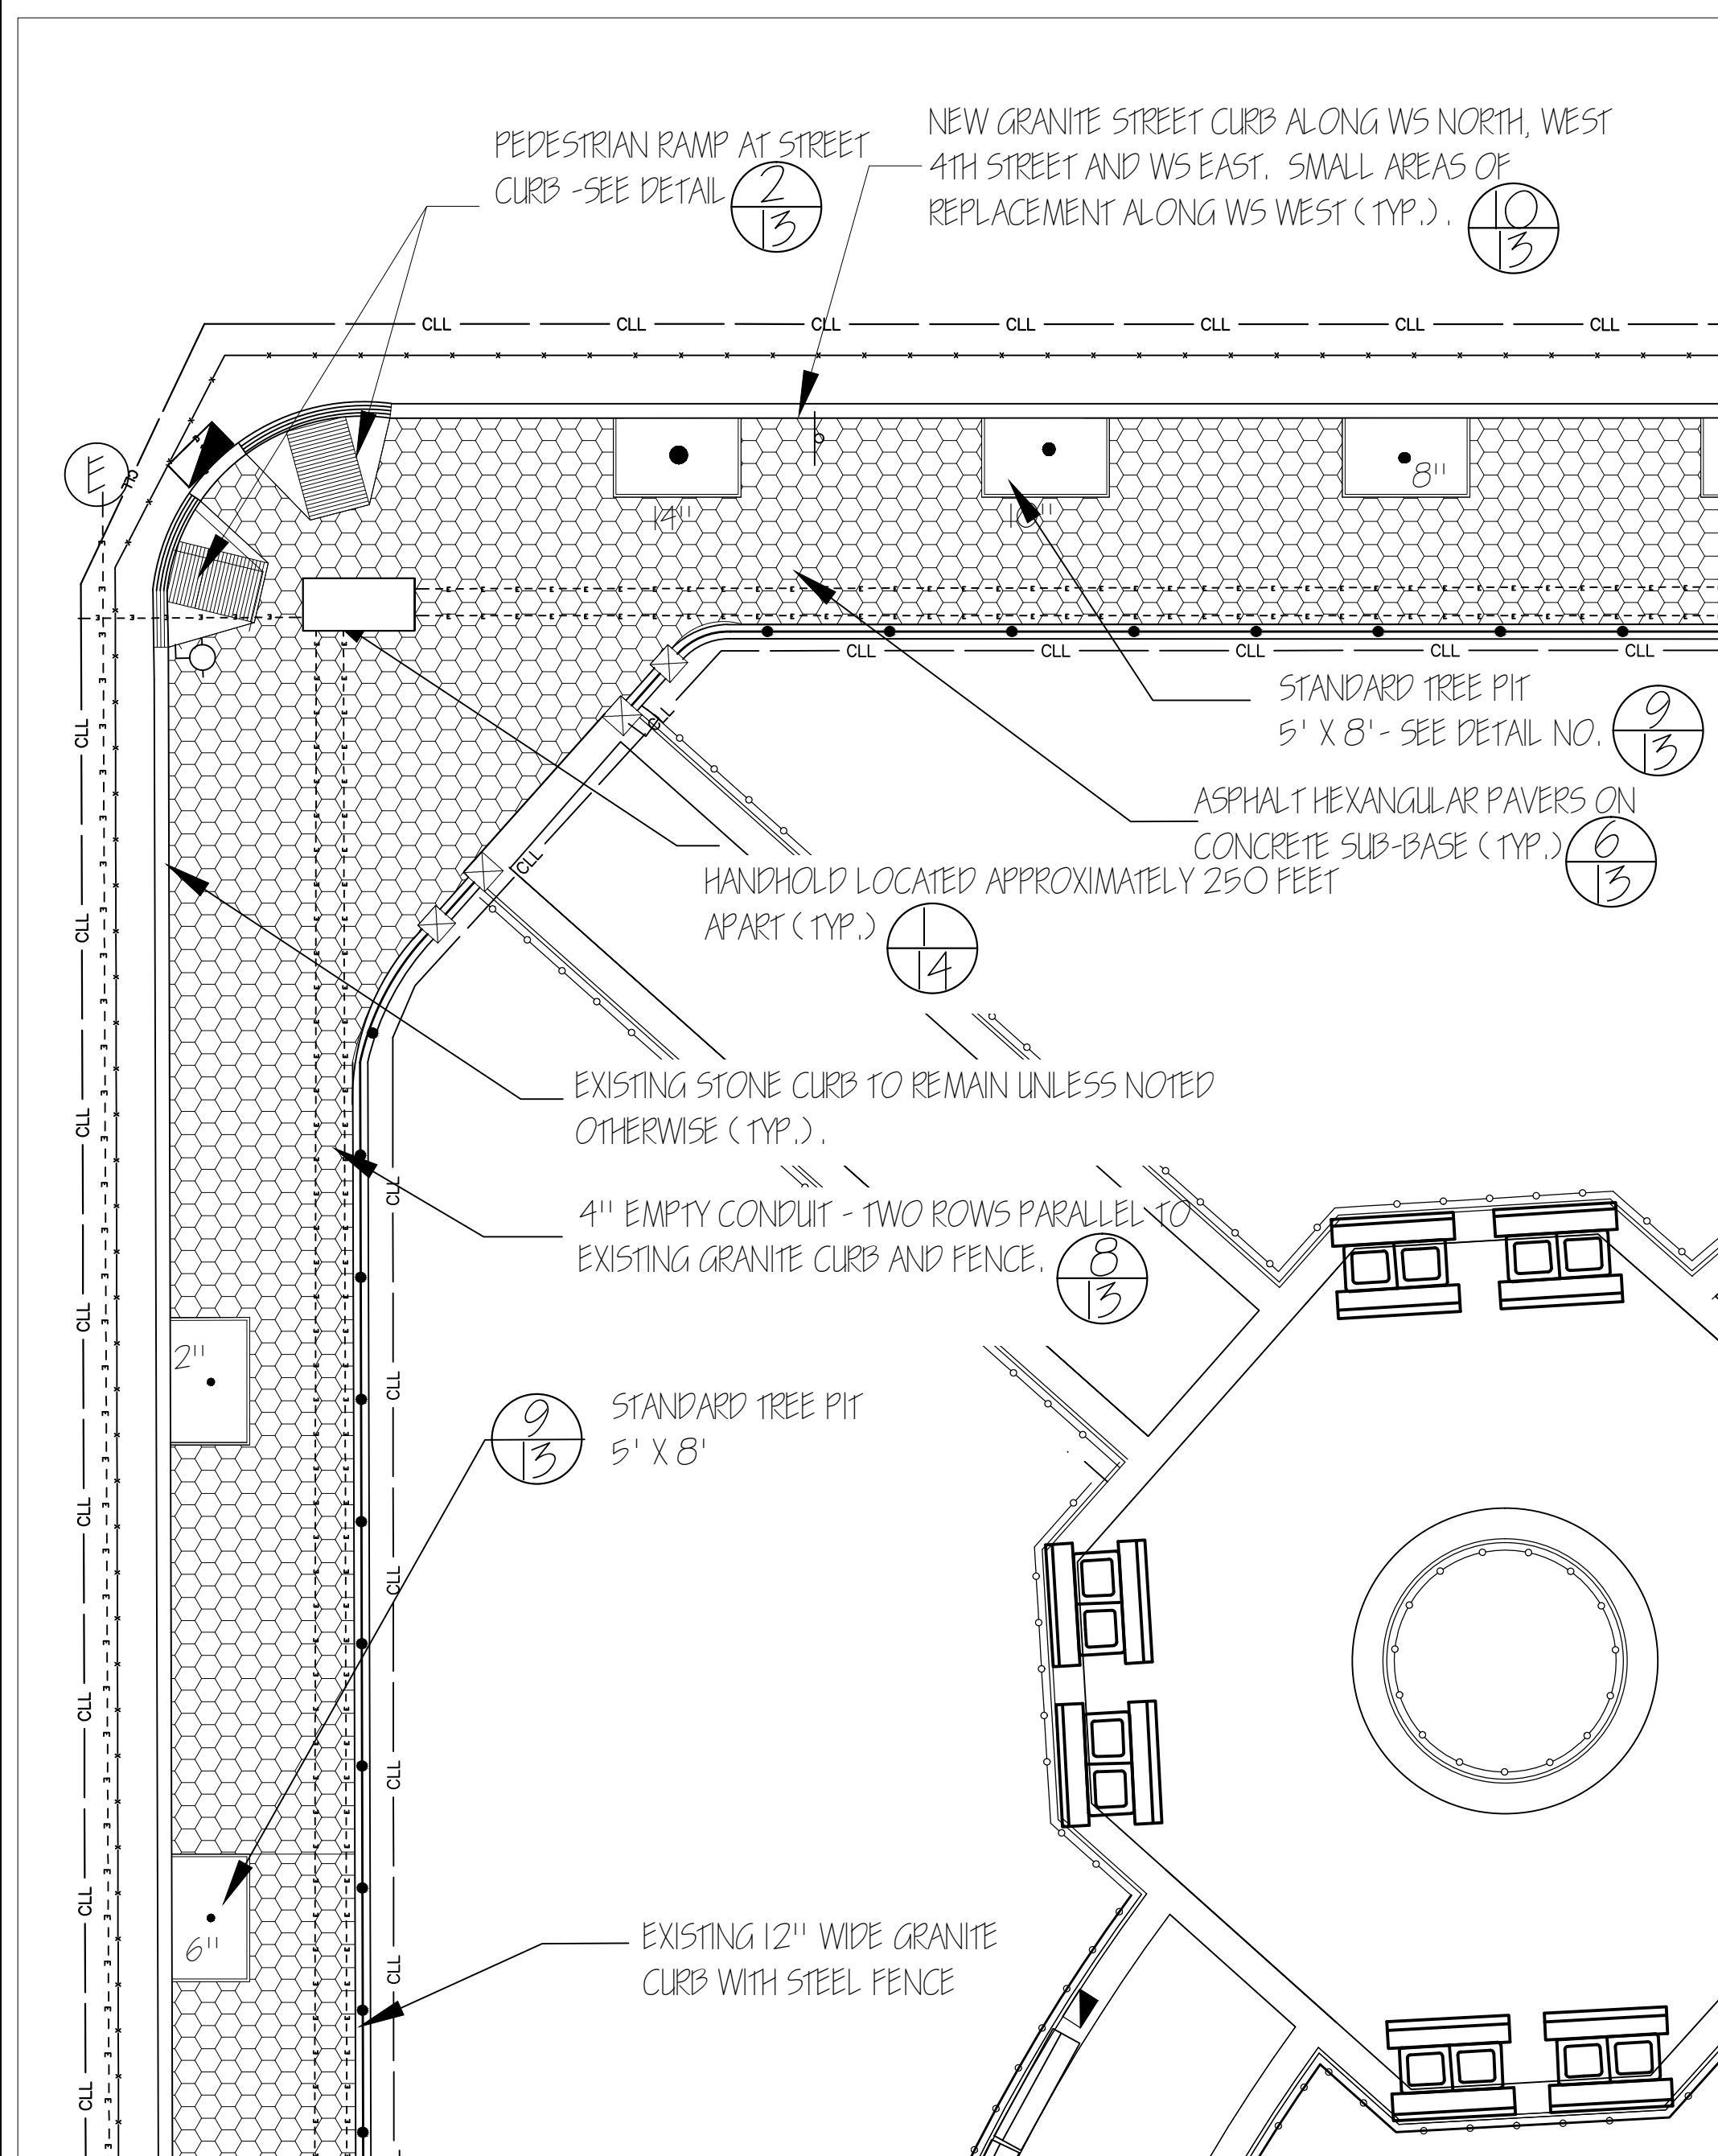 PEDESTRIAN RAMP AT STREET
CURB -SEE DETAIL
2
13
NEW GRANITE STREET CURB ALONG WS NORTH, WEST
4TH STREET AND WS EAST. SMALL AREAS OF
REPLACEMENT ALONG WS WEST (TYP.).
10
13
CLL CLL CLL CLL CLL CLL CLL
E
CLL
8"
14"
CLL CLL CLL CLL CLL
STANDARD TREE PIT
5' X 8'- SEE DETAIL NO.
9
13
CLL
CLL
ASPHALT HEXANGULAR PAVERS ON
CONCRETE SUB-BASE (TYP.)
6
13
CLL
HANDHOLD LOCATED APPROXIMATELY 250 FEET
APART (TYP.)
1
14
CLL
EXISTING STONE CURB TO REMAIN UNLESS NOTED
OTHERWISE (TYP.).
CLL
CLL
4" EMPTY CONDUIT - TWO ROWS PARALLEL TO
EXISTING GRANITE CURB AND FENCE.
8
13
CLL
2"
CLL
9
13
STANDARD TREE PIT
5' X 8'
CLL
CLL
CLL
CLL
CLL
6"
EXISTING 12" WIDE GRANITE
CURB WITH STEEL FENCE
CLL
CLL